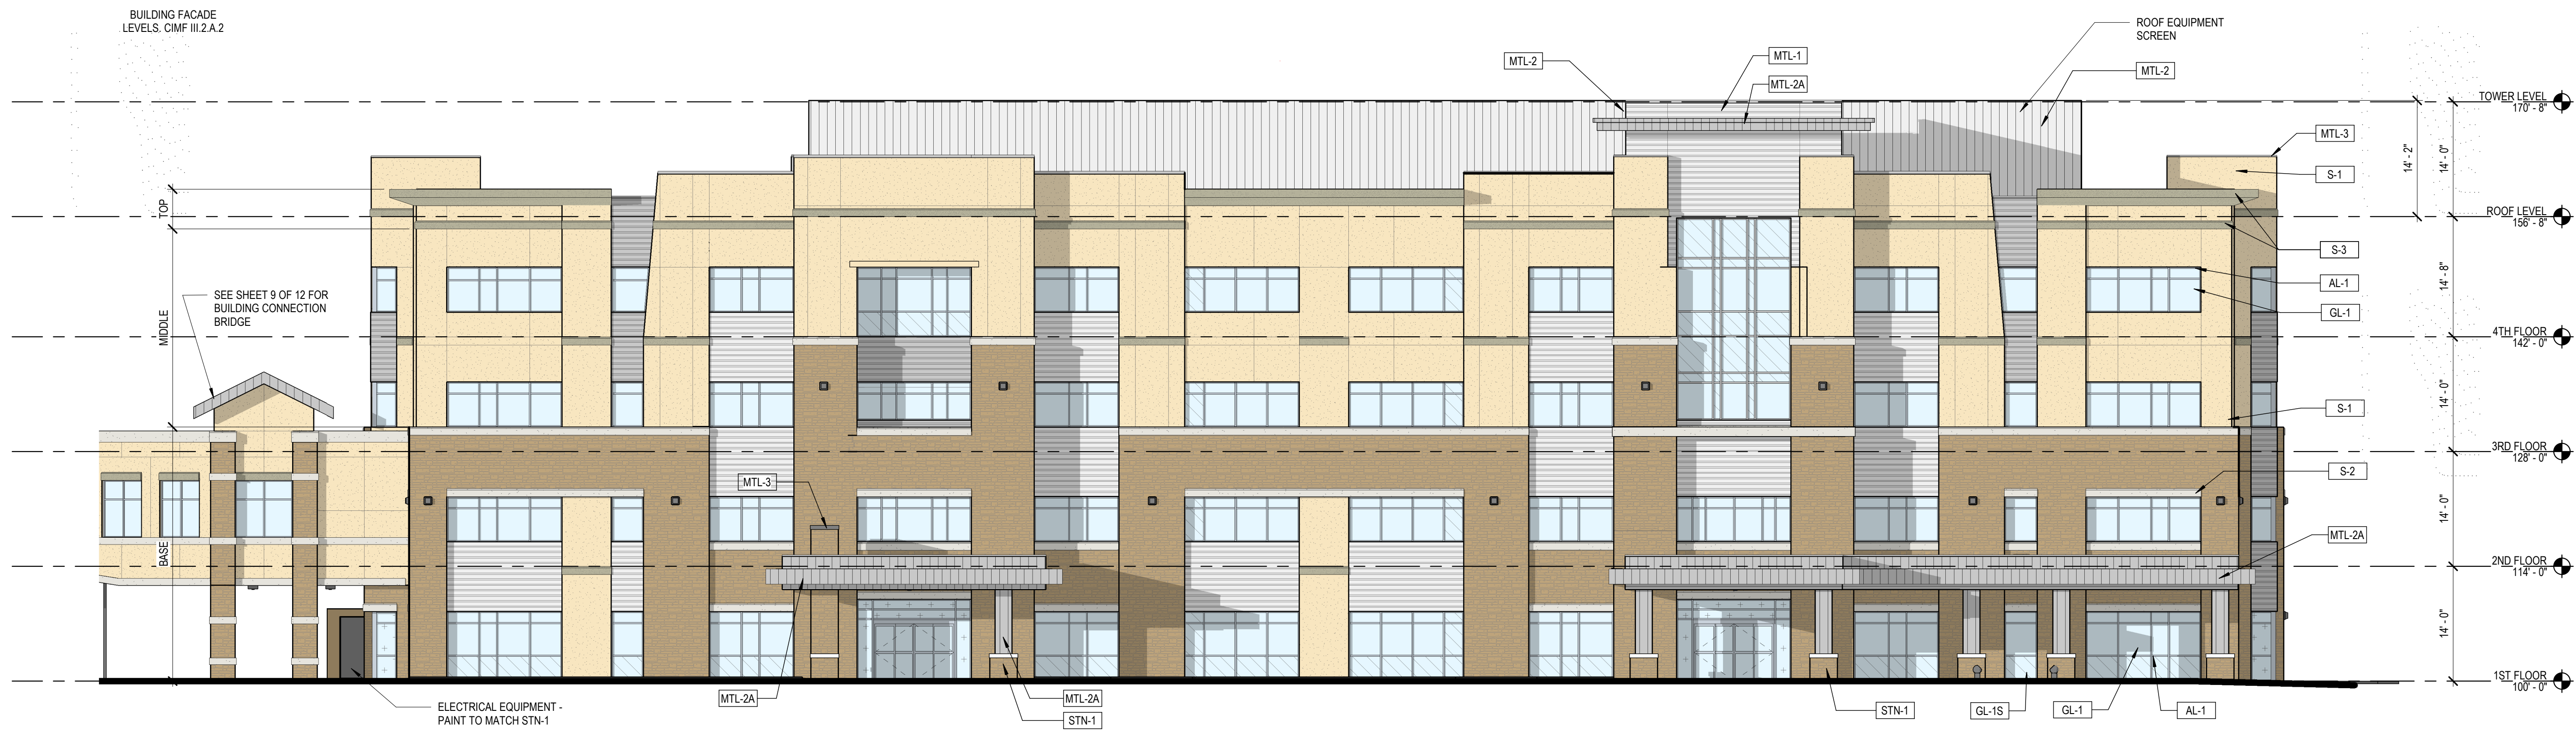 BUILDING FACADE
LEVELS. CIMF III.2.A.2
ROOF EQUIPMENT
SCREEN
MTL-2
MTL-1
MTL-2A
MTL-2
TOWER LEVEL
170' - 8"
MTL-3
14' - 2"
14' - 0"
S-1
TOP
ROOF LEVEL
156' - 8"
S-3
SEE SHEET 9 OF 12 FOR
BUILDING CONNECTION
BRIDGE
MIDDLE
14' - 8"
AL-1
GL-1
4TH FLOOR
142' - 0"
14' - 0"
S-1
3RD FLOOR
128' - 0"
MTL-3
S-2
14' - 0"
BASE
MTL-2A
2ND FLOOR
114' - 0"
14' - 0"
1ST FLOOR
100' - 0"
ELECTRICAL EQUIPMENT -
PAINT TO MATCH STN-1
MTL-2A
MTL-2A
STN-1
STN-1
GL-1S
GL-1
AL-1